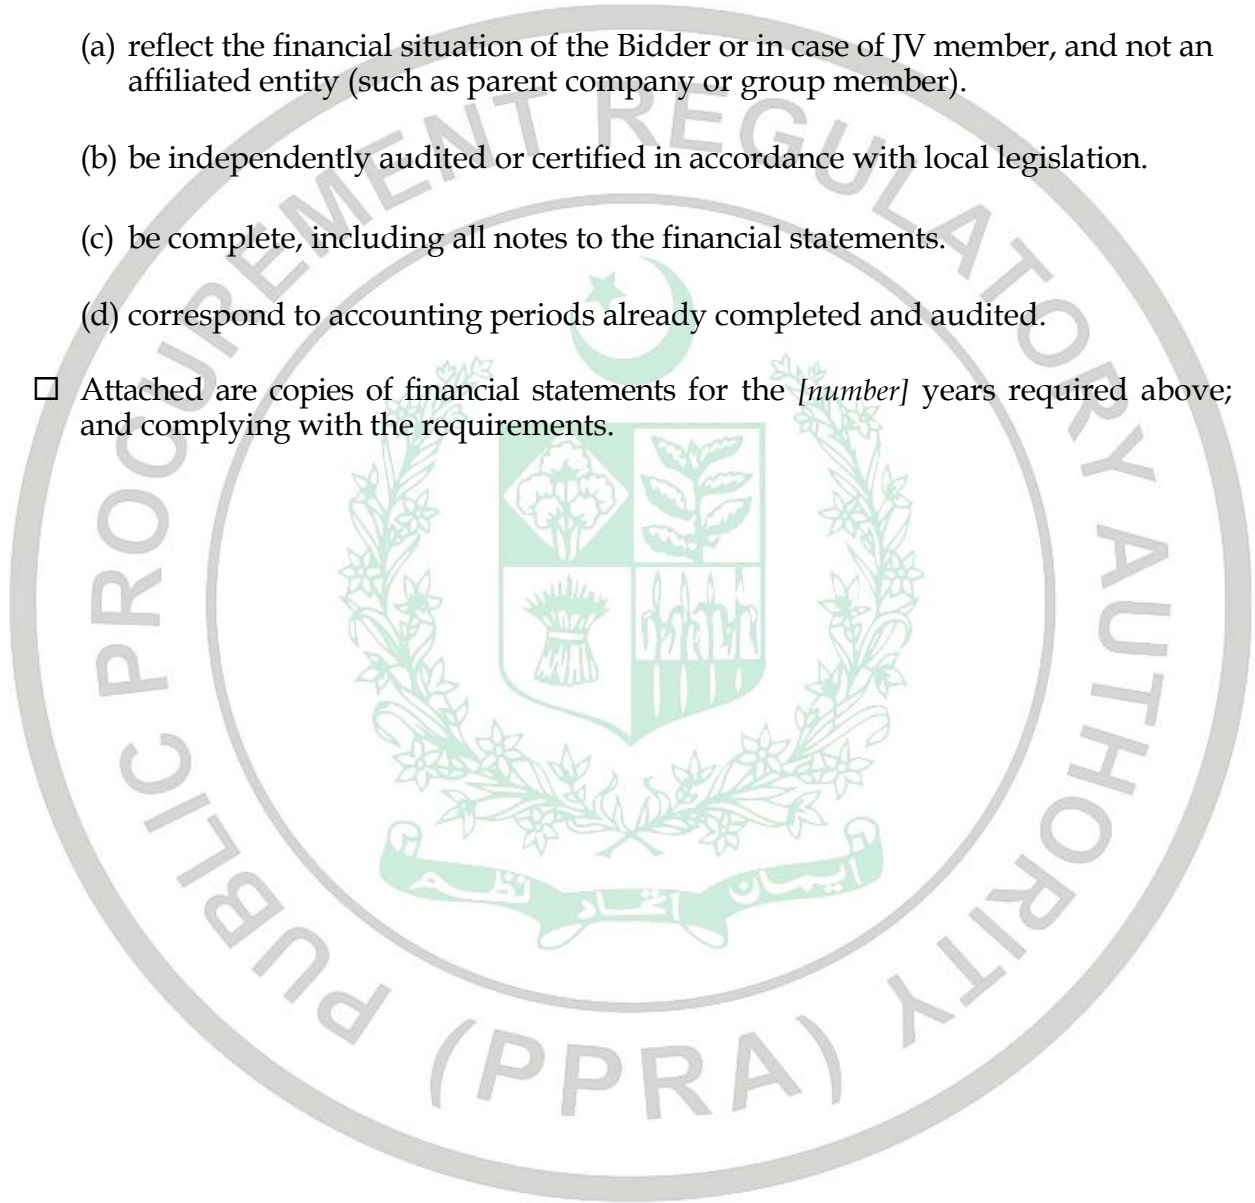 (a) reflect the financial situation of the Bidder or in case of JV member, and not an
affiliated entity (such as parent company or group member).
(b) be independently audited or certified in accordance with local legislation.
(c) be complete, including all notes to the financial statements.
(d) correspond to accounting periods already completed and audited.
☐ Attached are copies of financial statements for the [number] years required above;
and complying with the requirements.
PUBLIC PROCUREMENT REGULATORY AUTHORITY
(PPRA)
ایمان اتحاد نظم